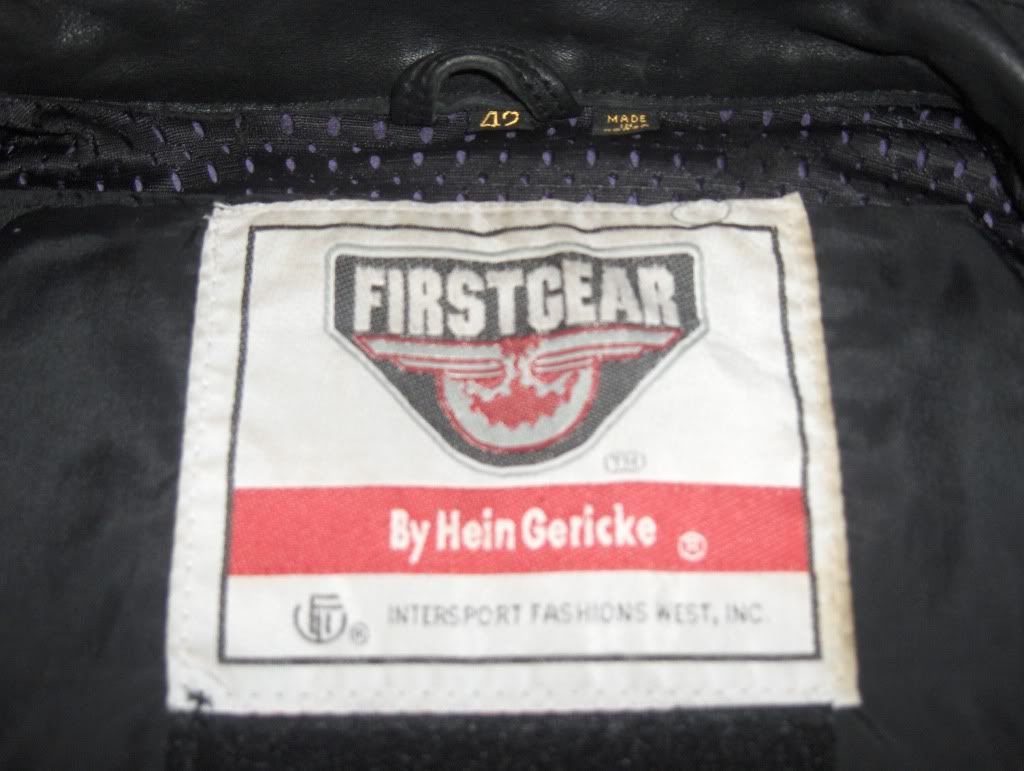 42
MADE
FIRSTGEAR
TM
By Hein Gericke ®
® INTERSPORT FASHIONS WEST, INC.